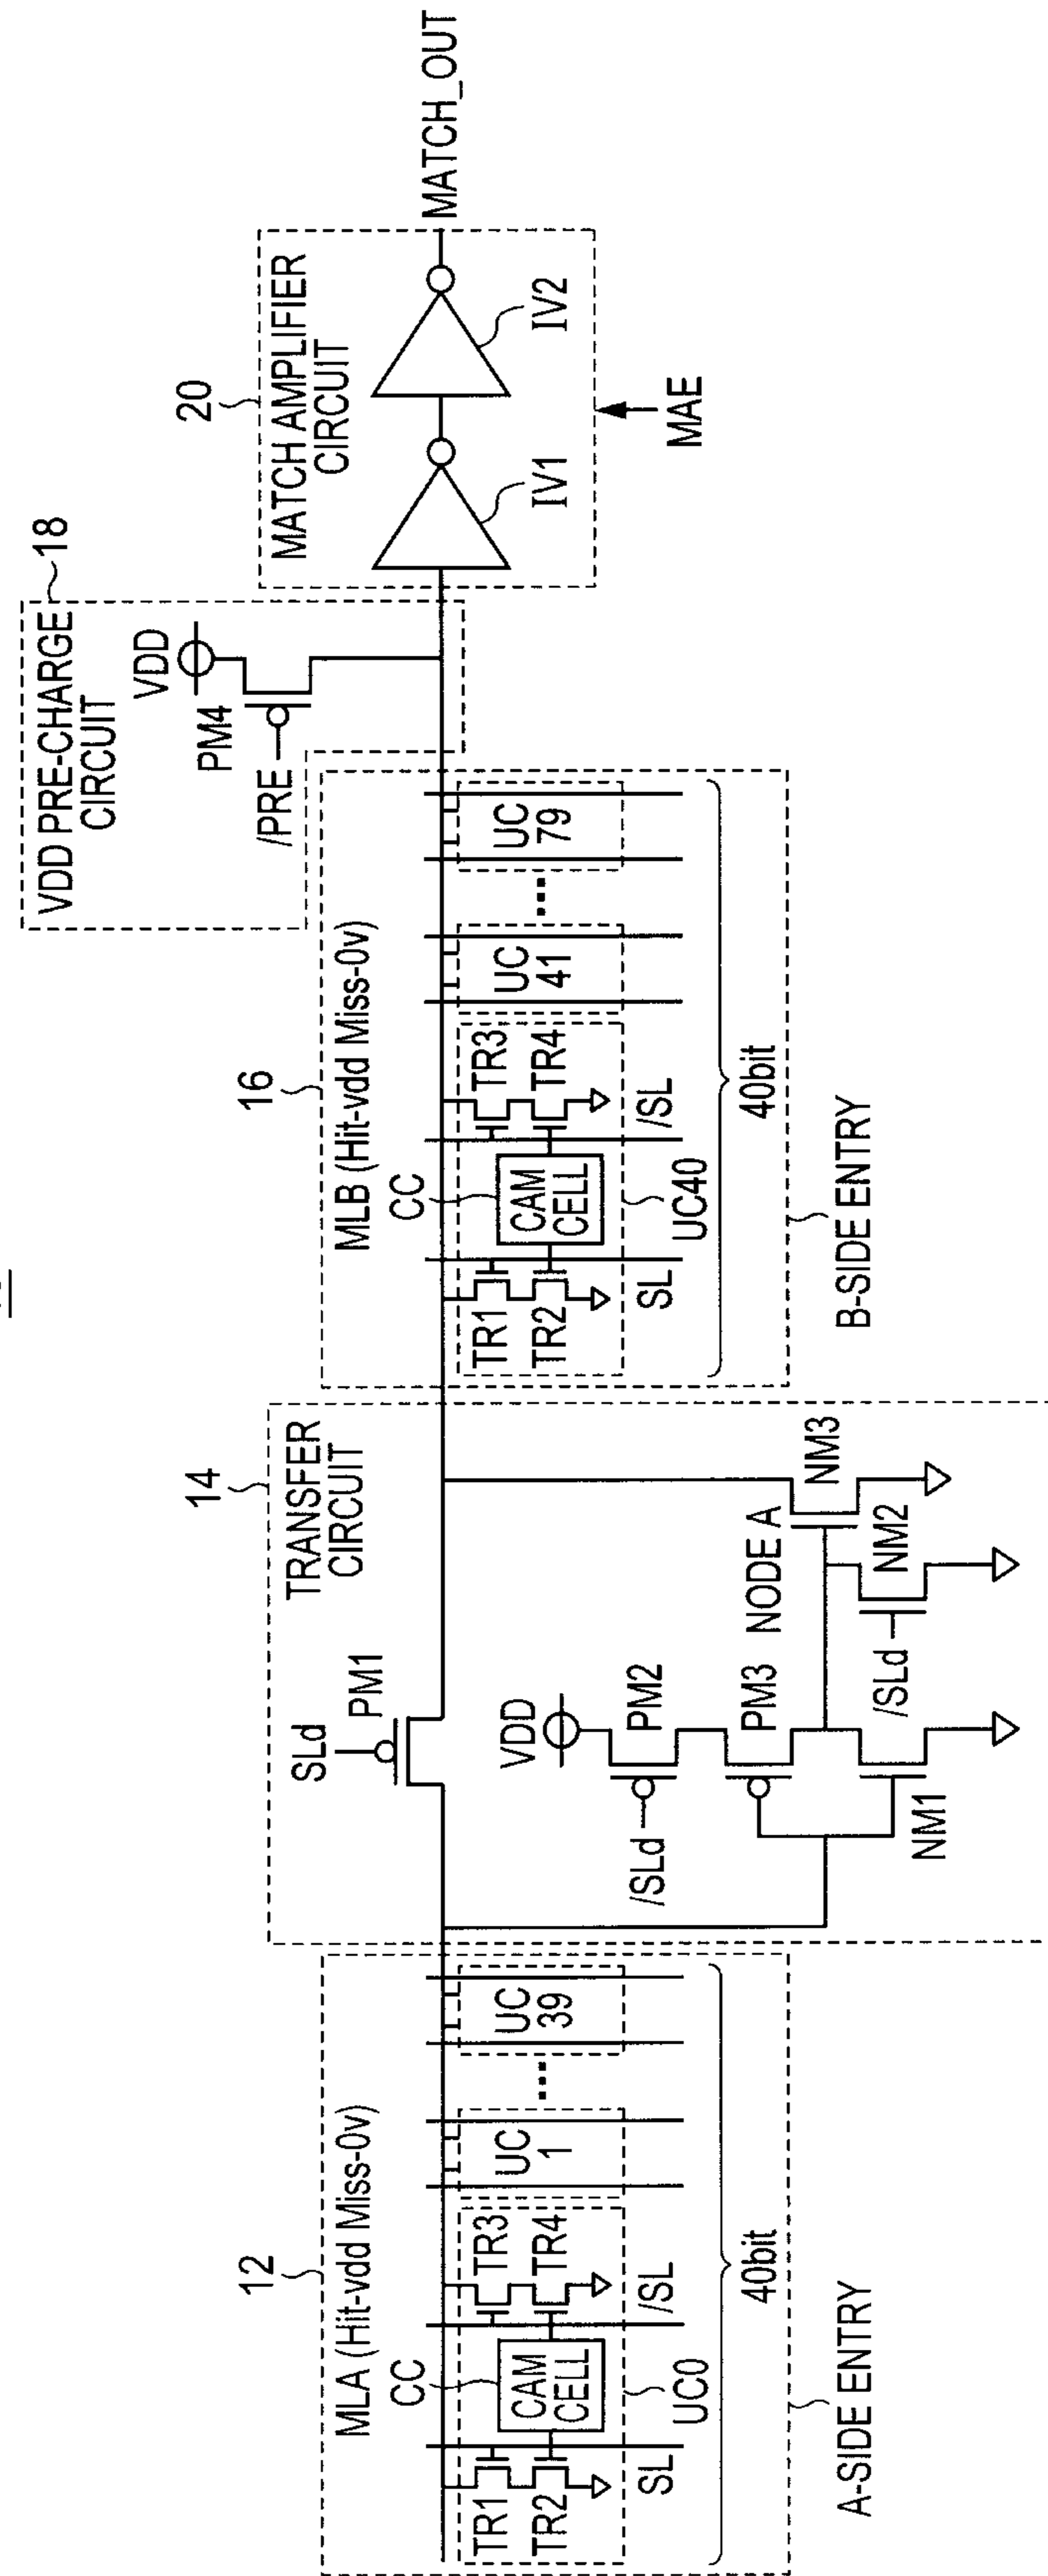 12
MLA (Hit-vdd Miss-0v)
CC
TR1
TR2
CAM
CELL
TR3
TR4
SL
/SL
UC0
UC
1
...
UC
39
40bit
A-SIDE ENTRY
14
TRANSFER
CIRCUIT
SLd
PM1
VDD
/SLd
PM2
PM3
NM1
NODE A
/SLd
NM2
NM3
16
MLB (Hit-vdd Miss-0v)
CC
TR1
TR2
CAM
CELL
TR3
TR4
SL
/SL
UC40
UC
41
...
UC
79
40bit
B-SIDE ENTRY
18
VDD PRE-CHARGE
CIRCUIT
VDD
PM4
/PRE
20
MATCH AMPLIFIER
CIRCUIT
IV1
IV2
MAE
MATCH_OUT